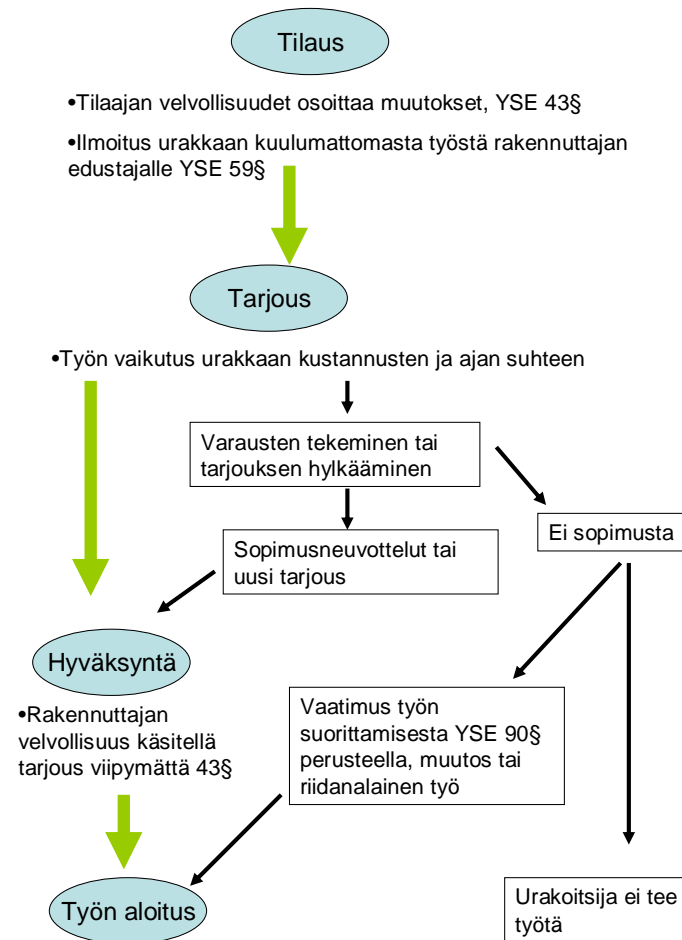 Tilaus
•Tilaajan velvollisuudet osoittaa muutokset, YSE 43§
•Ilmoitus urakkaan kuulumattomasta työstä rakennuttajan
edustajalle YSE 59§
Tarjous
•Työn vaikutus urakkaan kustannusten ja ajan suhteen
Varausten tekeminen tai
tarjouksen hylkääminen
Ei sopimusta
Sopimusneuvottelut tai
uusi tarjous
Hyväksyntä
•Rakennuttajan
velvollisuus käsitellä
tarjous viipymättä 43§
Vaatimus työn
suorittamisesta YSE 90§
perusteella, muutos tai
riidanalainen työ
Työn aloitus
Urakoitsija ei tee
työtä